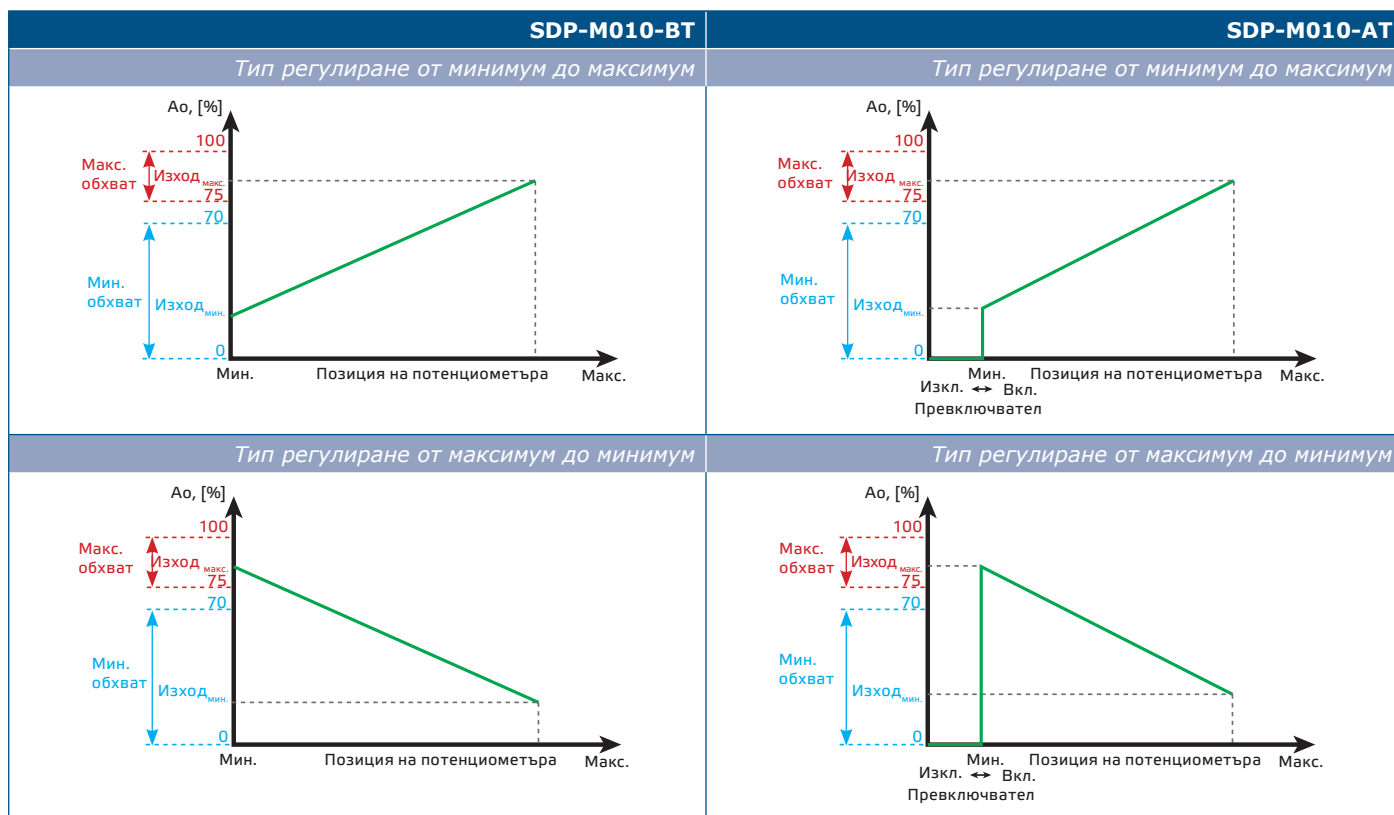 SDP-M010-BT
SDP-M010-AT
Тип регулиране от минимум до максимум
Тип регулиране от минимум до максимум
Ao, [%]
100
Макс.
обхват
Изход макс.
75
70
Мин.
обхват
Изход мин.
0
Мин.
Позиция на потенциометъра
Макс.
Ao, [%]
100
Макс.
обхват
Изход макс.
75
70
Мин.
обхват
Изход мин.
0
Мин.
Позиция на потенциометъра
Макс.
Изкл. ↔ Вкл.
Превключвател
Тип регулиране от максимум до минимум
Тип регулиране от максимум до минимум
Ao, [%]
100
Макс.
обхват
Изход макс.
75
70
Мин.
обхват
Изход мин.
0
Мин.
Позиция на потенциометъра
Макс.
Ao, [%]
100
Макс.
обхват
Изход макс.
75
70
Мин.
обхват
Изход мин.
0
Мин.
Позиция на потенциометъра
Макс.
Изкл. ↔ Вкл.
Превключвател